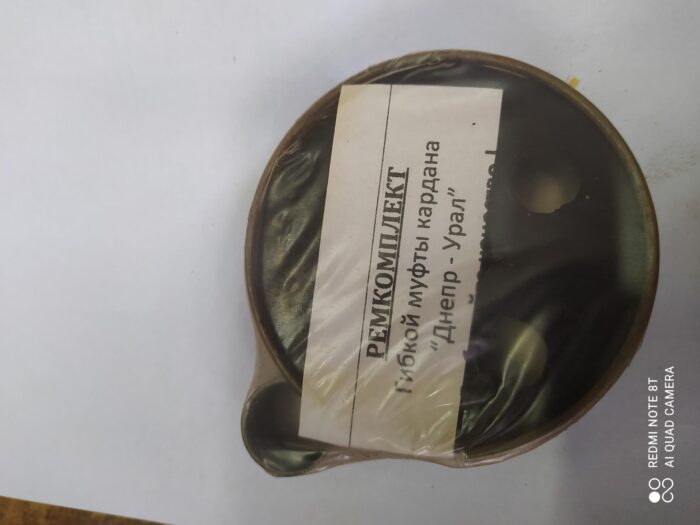 РЕМКОМПЛЕКТ
Гибкой муфты кардана
“Днепр - Урал”
REDMI NOTE 8T
AI QUAD CAMERA